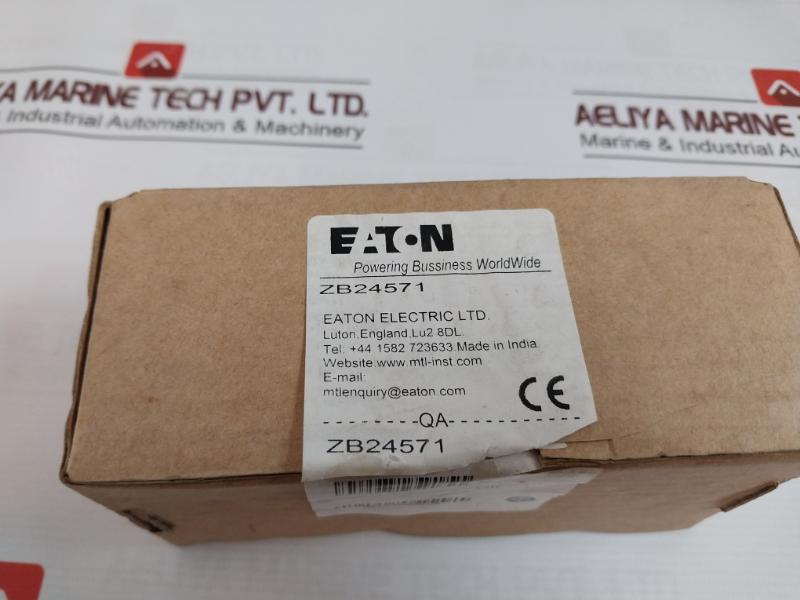 YA MARINE TECH PVT. LTD.
& Industrial Automation & Machinery
AELIYA MARINE
Marine & Industrial Au
EATON
Powering Bussiness WorldWide
ZB24571
EATON ELECTRIC LTD.
Luton,England,Lu2 8DL.
Tel: +44 1582 723633.Made in India.
Website:www.mtl-inst.com
E-mail:
mtlenquiry@eaton.com
CE
-------QA-----------
ZB24571